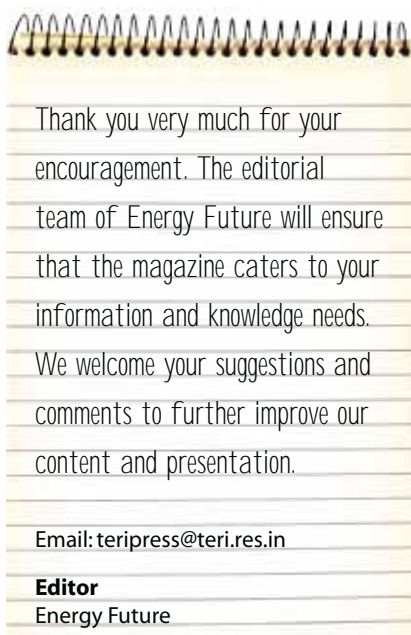 Thank you very much for your
encouragement. The editorial
team of Energy Future will ensure
that the magazine caters to your
information and knowledge needs.
We welcome your suggestions and
comments to further improve our
content and presentation.
Email: teripress@teri.res.in
Editor
Energy Future